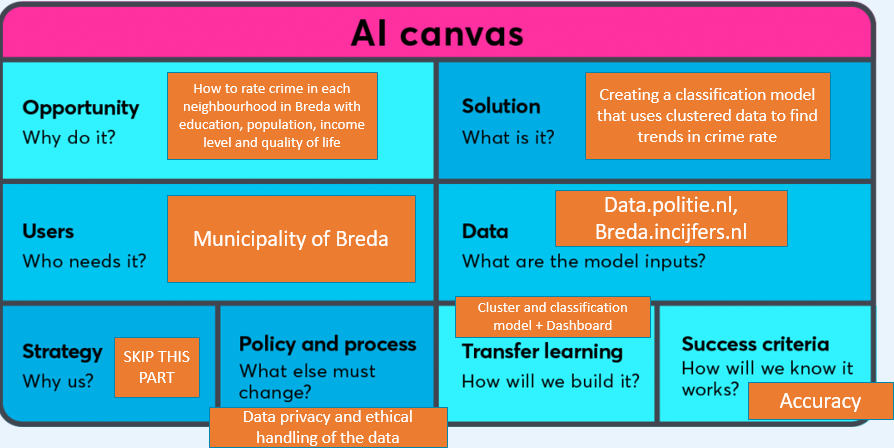 AI canvas
Opportunity
Why do it?
How to rate crime in each
neighbourhood in Breda with
education, population, income
level and quality of life
Solution
What is it?
Creating a classification model
that uses clustered data to find
trends in crime rate
Users
Who needs it?
Municipality of Breda
Data
What are the model inputs?
Data.politie.nl,
Breda.incijfers.nl
Strategy
Why us?
SKIP THIS
PART
Policy and process
What else must
change?
Data privacy and ethical
handling of the data
Cluster and classification
model + Dashboard
Transfer learning
How will we build it?
Success criteria
How will we know it
works?
Accuracy